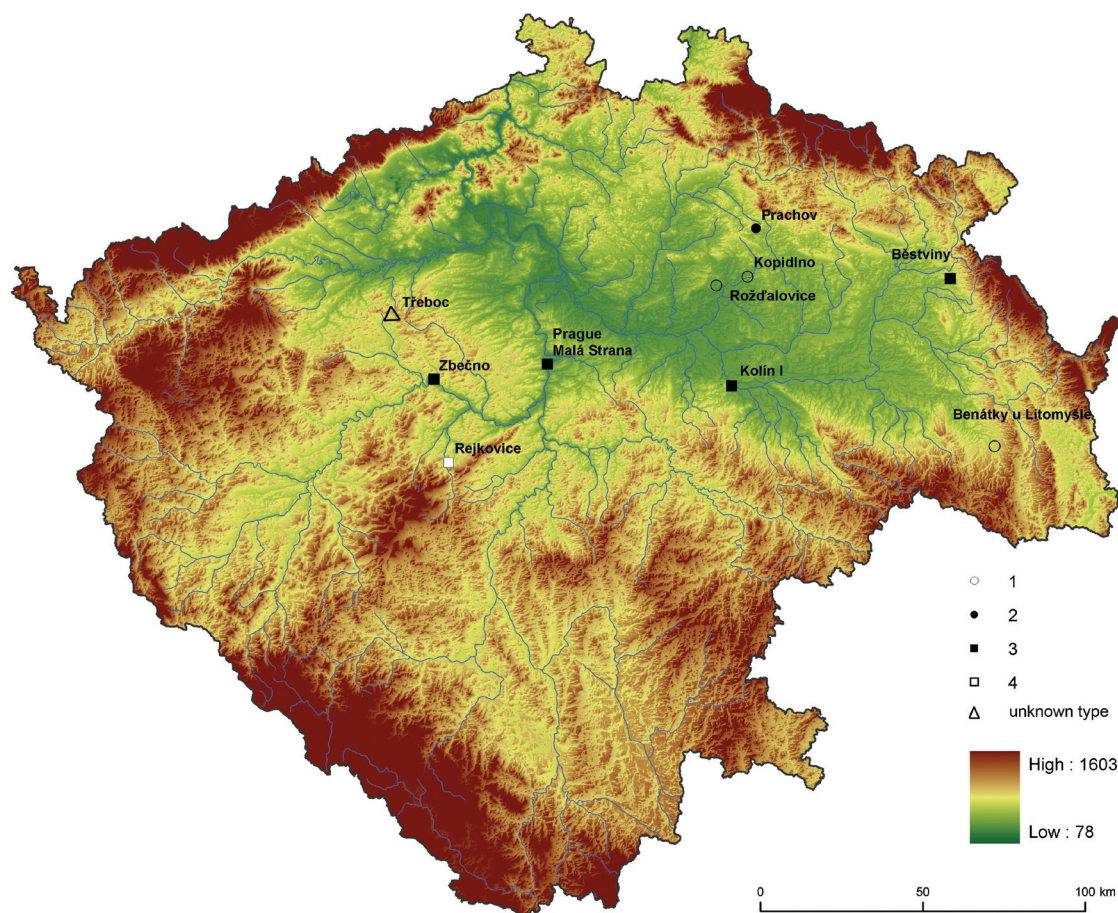 Prachov
Kopidlno
Běstviny
Rožďalovice
Třeboc
Prague
Malá Strana
Zbečno
Kolín I
Benátky u Litomyšle
Rejkovice
1
2
3
4
unknown type
High : 1603
Low : 78
0 50 100 km